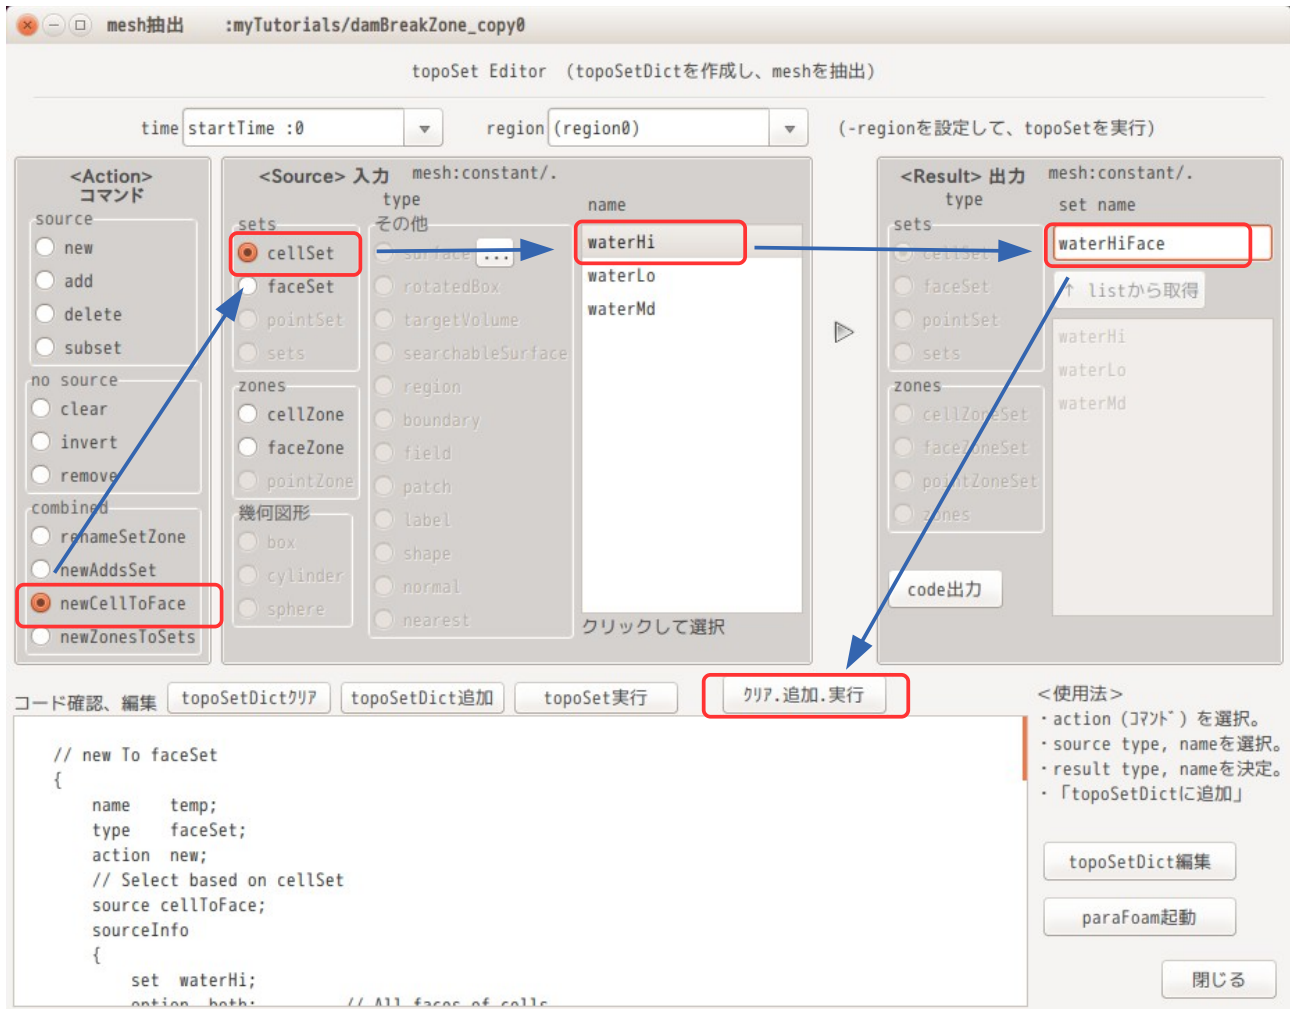 mesh抽出 :myTutorials/damBreakZone_copy0
topoSet Editor （topoSetDictを作成し、meshを抽出）
time startTime :0 region (region0) (-regionを設定して、topoSetを実行)
<Action>
コマンド
source
new
add
delete
subset
no source
clear
invert
remove
combined
renameSetZone
newAddsSet
newCellToFace
newZonesToSets
<Source> 入力 mesh:constant/.
type
sets
cellSet
faceSet
pointSet
sets
zones
cellZone
faceZone
pointZone
幾何図形
box
cylinder
sphere
その他
surface ...
rotatedBox
targetVolume
searchableSurface
region
boundary
field
patch
label
shape
normal
nearest
name
waterHi
waterLo
waterMd
クリックして選択
<Result> 出力 mesh:constant/.
type
sets
cellSet
faceSet
pointSet
sets
zones
cellZoneSet
faceZoneSet
pointZoneSet
zones
code出力
set name
waterHiFace
↑ listから取得
waterHi
waterLo
waterMd
コード確認、編集 topoSetDictｸﾘｱ topoSetDict追加 topoSet実行 ｸﾘｱ.追加.実行
// new To faceSet
{
name temp;
type faceSet;
action new;
// Select based on cellSet
source cellToFace;
sourceInfo
{
set waterHi;
option both; // All faces of cells
＜使用法＞
・action (ｺﾏﾝﾄﾞ) を選択。
・source type, nameを選択。
・result type, nameを決定。
・「topoSetDictに追加」
topoSetDict編集
paraFoam起動
閉じる